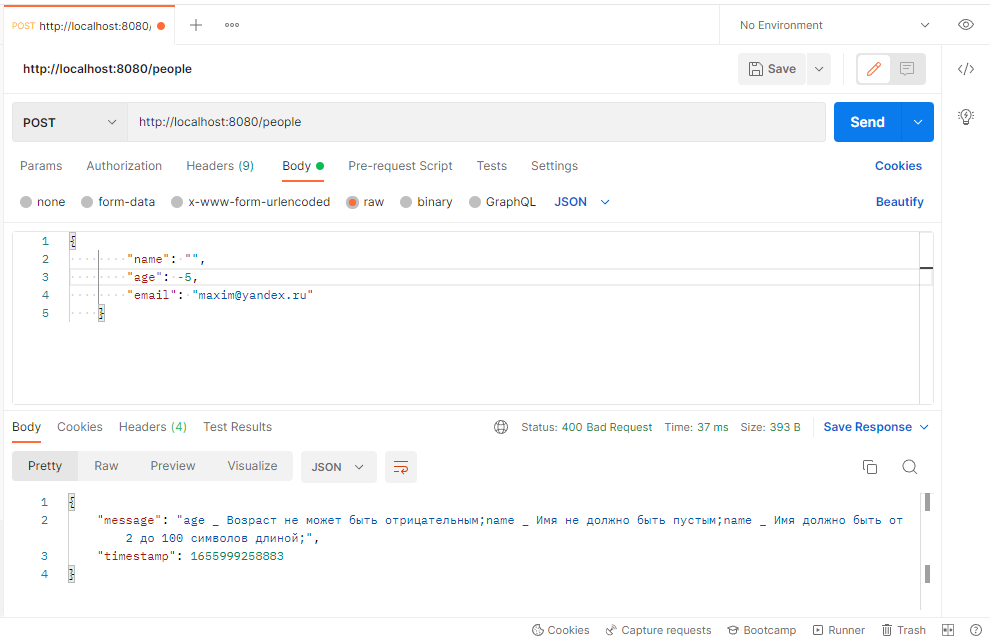 POST http://localhost:8080/
No Environment
http://localhost:8080/people
Save
POST http://localhost:8080/people
Send
Params Authorization Headers (9) Body Pre-request Script Tests Settings Cookies
none form-data x-www-form-urlencoded raw binary GraphQL JSON Beautify
1 {
2 "name": "",
3 "age": -5,
4 "email": "maxim@yandex.ru"
5 }
Body Cookies Headers (4) Test Results Status: 400 Bad Request Time: 37 ms Size: 393 B Save Response
Pretty Raw Preview Visualize JSON
1 {
2 "message": "age _ Возраст не может быть отрицательным;name _ Имя не должно быть пустым;name _ Имя должно быть от
2 до 100 символов длиной;",
3 "timestamp": 1655999258883
4 }
Cookies Capture requests Bootcamp Runner Trash